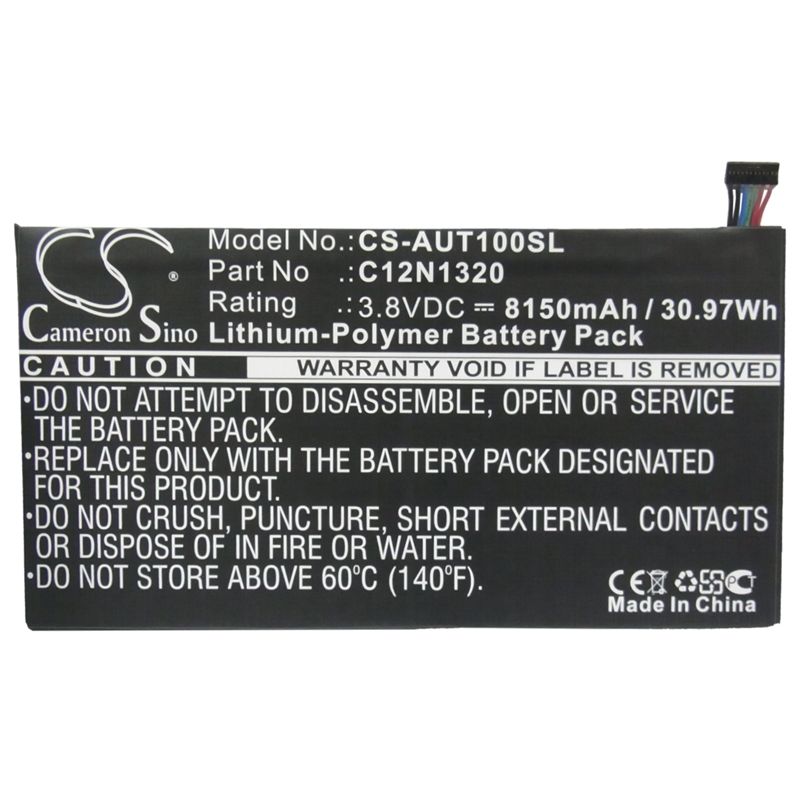 CS
®
Cameron Sino
Model No.: CS-AUT100SL
Part No : C12N1320
Rating : 3.8VDC ⎓ 8150mAh / 30.97Wh
Lithium-Polymer Battery Pack
CAUTION WARRANTY VOID IF LABEL IS REMOVED
•DO NOT ATTEMPT TO DISASSEMBLE, OPEN OR SERVICE
THE BATTERY PACK.
•REPLACE ONLY WITH THE BATTERY PACK DESIGNATED
FOR THIS PRODUCT.
•DO NOT CRUSH, PUNCTURE, SHORT EXTERNAL CONTACTS
OR DISPOSE OF IN FIRE OR WATER.
•DO NOT STORE ABOVE 60°C (140°F).
CE PCT
Made In China